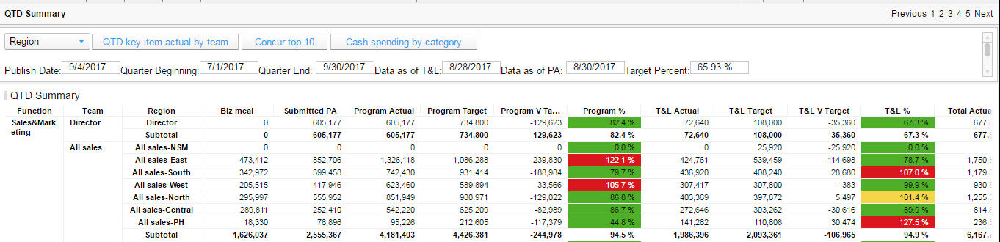 QTD Summary Previous 1 2 3 4 5 Next
Region QTD key item actual by team Concur top 10 Cash spending by category
Publish Date: 9/4/2017 Quarter Beginning: 7/1/2017 Quarter End: 9/30/2017 Data as of T&L: 8/28/2017 Data as of PA: 8/30/2017 Target Percent: 65.93 %
QTD Summary
Function Team Region Biz meal Submitted PA Program Actual Program Target Program V Ta... Program % T&L Actual T&L Target T&L V Target T&L % Total Actua
Sales&Mark Director Director 0 605,177 605,177 734,800 -129,623 82.4 % 72,640 108,000 -35,360 67.3 % 677,8
eting Subtotal 0 605,177 605,177 734,800 -129,623 82.4 % 72,640 108,000 -35,360 67.3 % 677,8
All sales All sales-NSM 0 0 0 0 0 0.0 % 0 25,920 -25,920 0.0 %
All sales-East 473,412 852,706 1,326,118 1,086,288 239,830 122.1 % 424,761 539,459 -114,698 78.7 % 1,750,8
All sales-South 342,972 399,458 742,430 931,414 -188,984 79.7 % 436,920 408,240 28,680 107.0 % 1,179,3
All sales-West 205,515 417,946 623,460 589,894 33,566 105.7 % 307,417 307,800 -383 99.9 % 930,8
All sales-North 295,997 555,952 851,949 980,971 -129,022 86.8 % 403,369 397,872 5,497 101.4 % 1,255,3
All sales-Central 289,811 252,410 542,220 625,209 -82,989 86.7 % 272,646 303,262 -30,616 89.9 % 814,8
All sales-PH 18,330 76,896 95,226 212,605 -117,379 44.8 % 141,282 110,808 30,474 127.5 % 236,5
Subtotal 1,626,037 2,555,367 4,181,403 4,426,381 -244,978 94.5 % 1,986,396 2,093,361 -106,965 94.9 % 6,167,7